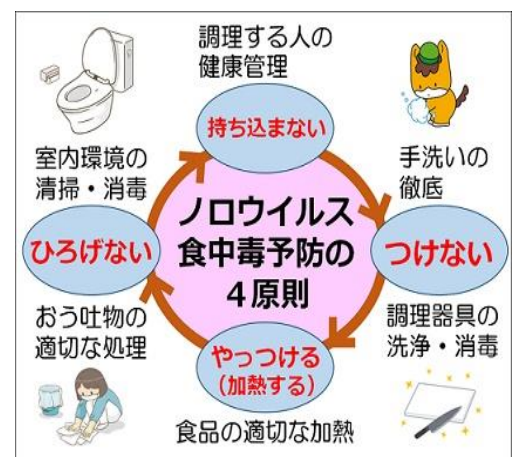 調理する人の
健康管理
持ち込まない
手洗いの
徹底
つけない
調理器具の
洗浄・消毒
やっつける
(加熱する)
食品の適切な加熱
室内環境の
清掃・消毒
ひろげない
おう吐物の
適切な処理
ノロウイルス
食中毒予防の
4原則